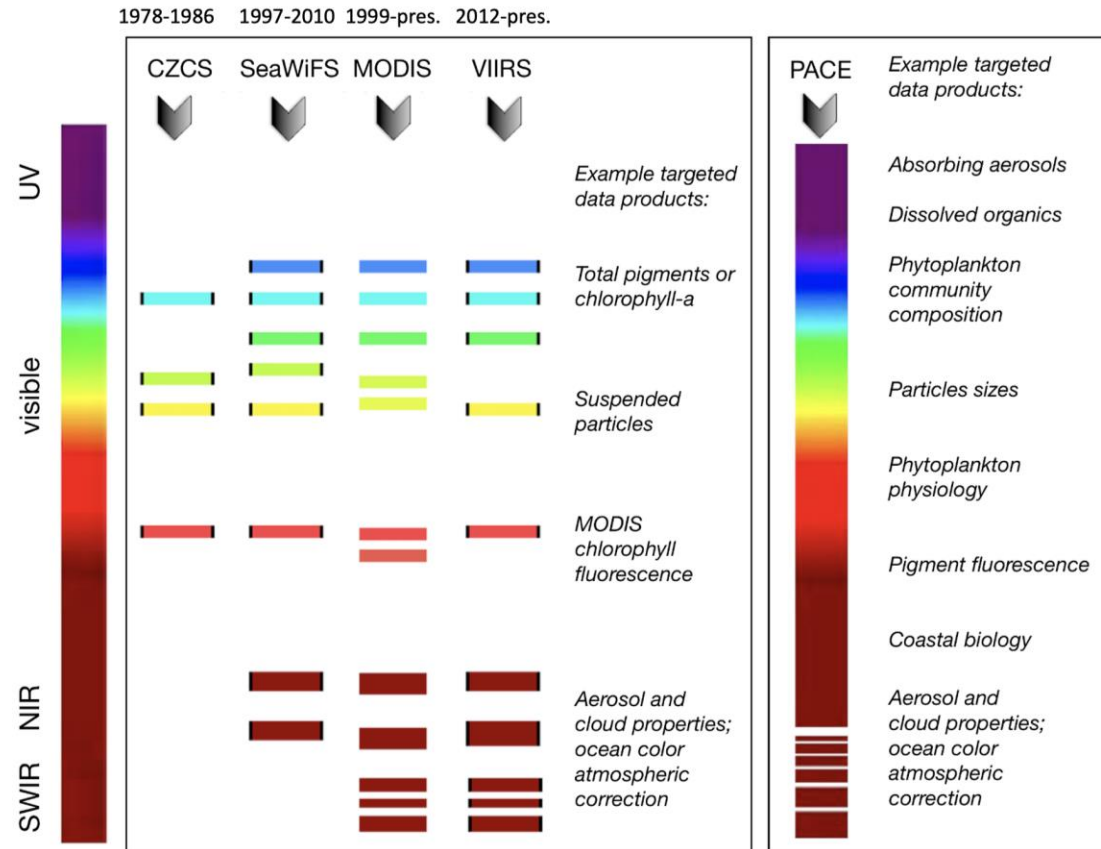 1978-1986 1997-2010 1999-pres. 2012-pres.
CZCS SeaWiFS MODIS VIIRS
UV
visible
NIR
SWIR
Example targeted
data products:
Total pigments or
chlorophyll-a
Suspended
particles
MODIS
chlorophyll
fluorescence
Aerosol and
cloud properties;
ocean color
atmospheric
correction
PACE
Example targeted
data products:
Absorbing aerosols
Dissolved organics
Phytoplankton
community
composition
Particles sizes
Phytoplankton
physiology
Pigment fluorescence
Coastal biology
Aerosol and
cloud properties;
ocean color
atmospheric
correction